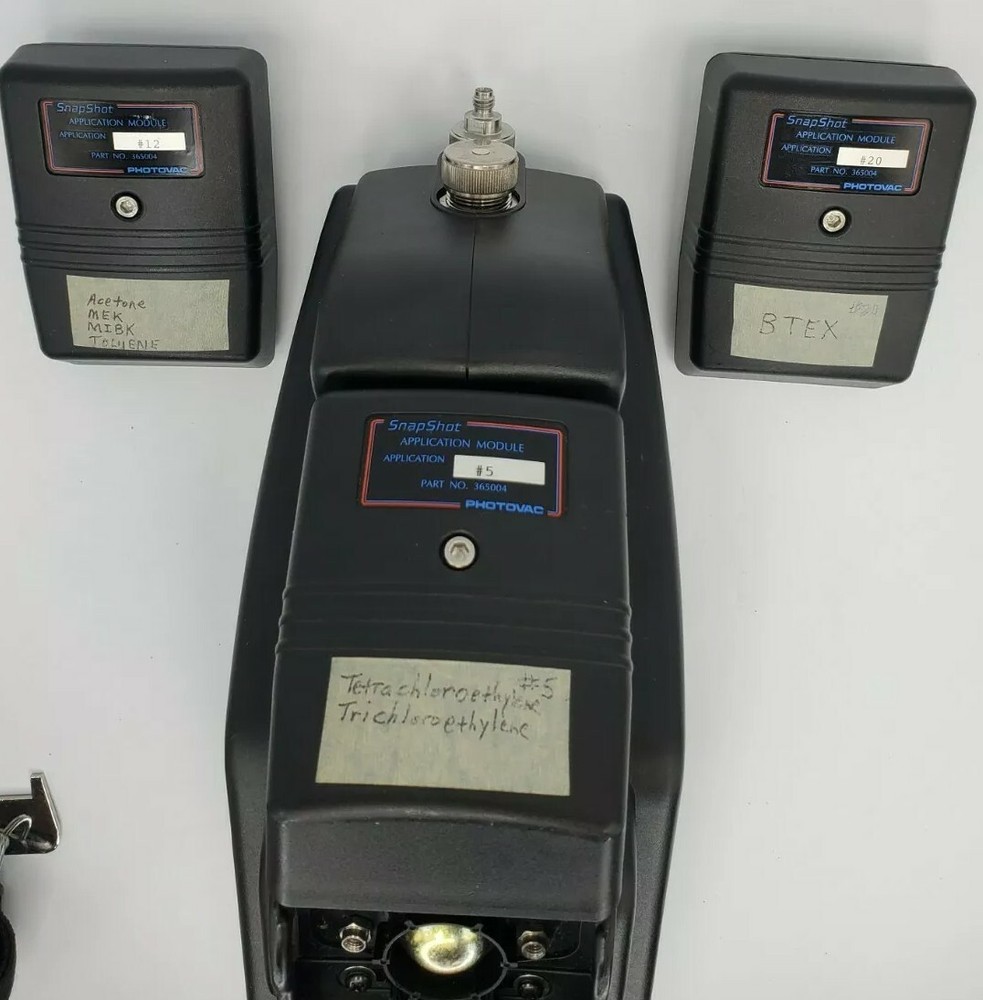 SnapShot
APPLICATION MODULE
APPLICATION #12
PART NO. 365004
PHOTOVAC
Acetone
MEK
MIBK
TOLUENE
SnapShot
APPLICATION MODULE
APPLICATION #20
PART NO. 365004
PHOTOVAC
BTEX
SnapShot
APPLICATION MODULE
APPLICATION #5
PART NO. 365004
PHOTOVAC
#5
Tetrachloroethylene
Trichloroethylene